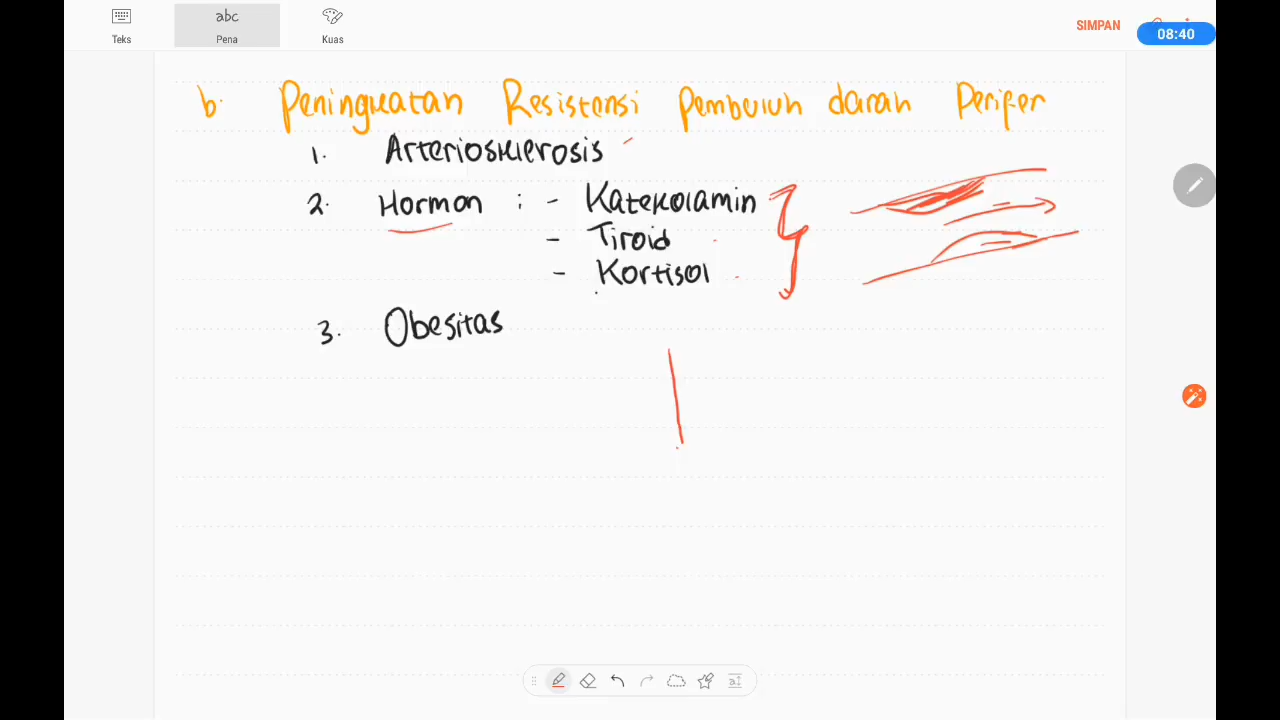 abc
Teks
Pena
Kuas
SIMPAN
08:40
b. Peningkatan Resistensi Pembuluh darah Perifer
1. Arteriosklerosis
2. Hormon : - Katekolamin
- Tiroid
- Kortisol
3. Obesitas